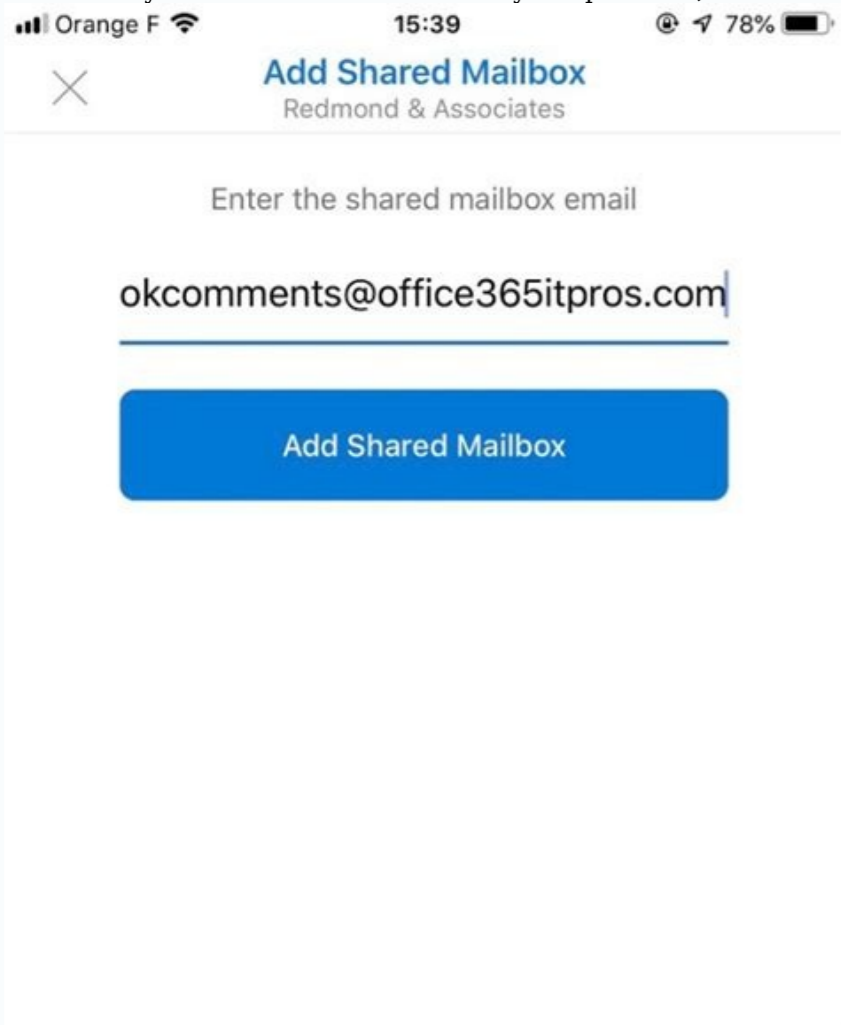 Orange F
15:39
78%
Add Shared Mailbox
Redmond & Associates
Enter the shared mailbox email
okcomments@office365itpros.com
Add Shared Mailbox